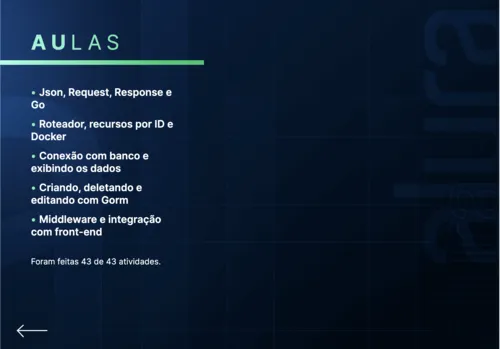 AULAS
• Json, Request, Response e
Go
• Roteador, recursos por ID e
Docker
• Conexão com banco e
exibindo os dados
• Criando, deletando e
editando com Gorm
• Middleware e integração
com front-end
Foram feitas 43 de 43 atividades.
alura